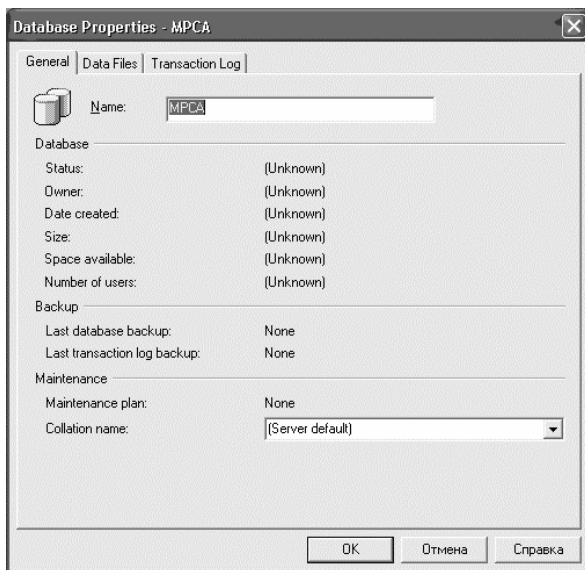 Database Properties - MPCA
General Data Files Transaction Log
Name: MPCA
Database
Status: (Unknown)
Owner: (Unknown)
Date created: (Unknown)
Size: (Unknown)
Space available: (Unknown)
Number of users: (Unknown)
Backup
Last database backup: None
Last transaction log backup: None
Maintenance
Maintenance plan: None
Collation name: (Server default)
OK Отмена Справка